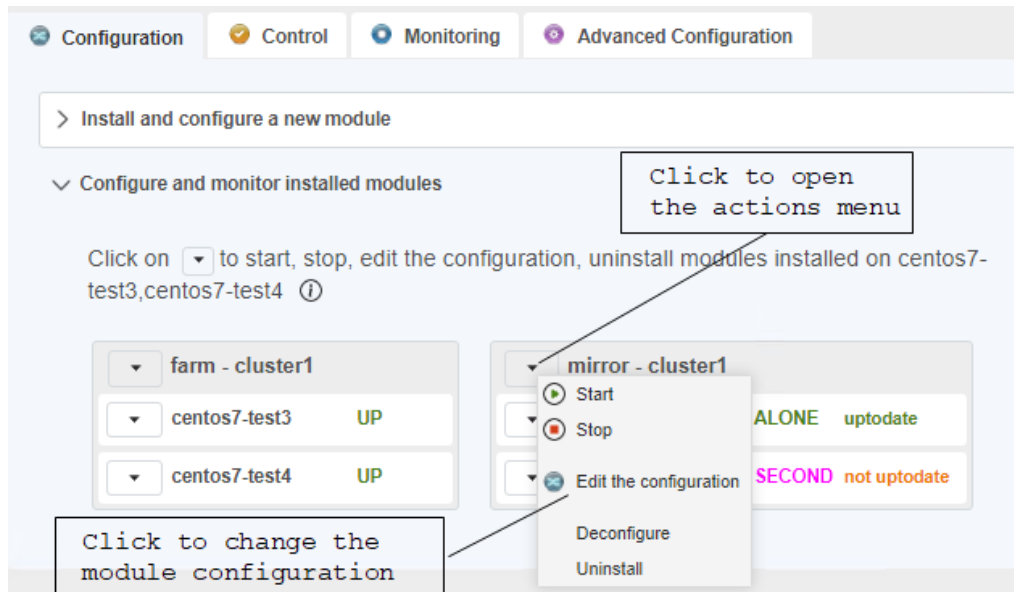 Configuration Control Monitoring Advanced Configuration
Install and configure a new module
Configure and monitor installed modules
Click to open
the actions menu
Click on to start, stop, edit the configuration, uninstall modules installed on centos7-
test3,centos7-test4
farm - cluster1
centos7-test3 UP
centos7-test4 UP
mirror - cluster1
Start
Stop
Edit the configuration
Deconfigure
Uninstall
ALONE uptodate
SECOND not uptodate
Click to change the
module configuration